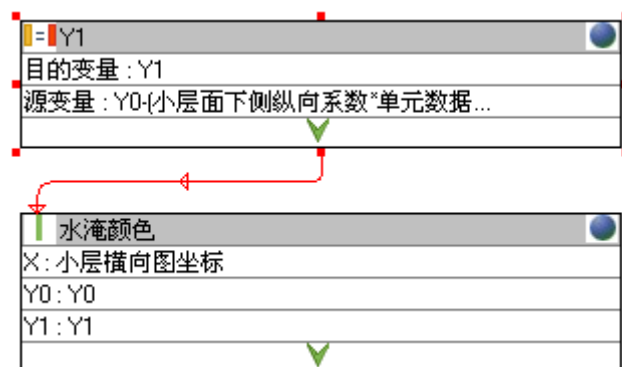 Y1
目的变量 : Y1
源变量 : Y0-(小层面下侧纵向系数*单元数据...
水淹颜色
X : 小层横向图坐标
Y0 : Y0
Y1 : Y1